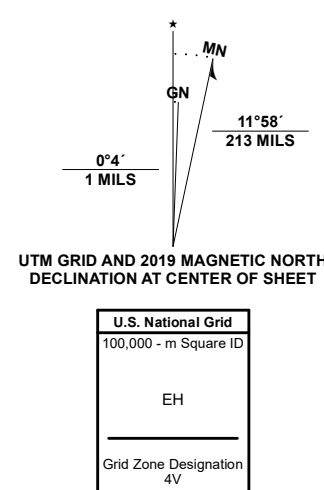 ★
MN
GN
11°58´
213 MILS
0°4´
1 MILS
UTM GRID AND 2019 MAGNETIC NORTH
DECLINATION AT CENTER OF SHEET
U.S. National Grid
100,000 - m Square ID
EH
Grid Zone Designation
4V